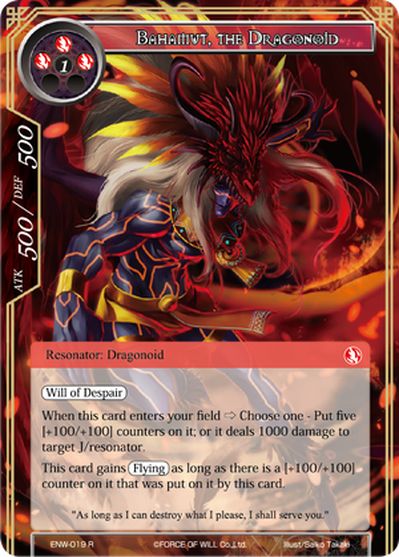 Bahamut, the Dragonoid
1
ATK 500 / DEF 500
Resonator: Dragonoid
Will of Despair
When this card enters your field ⇨ Choose one - Put five
[+100/+100] counters on it; or it deals 1000 damage to
target J/resonator.
This card gains Flying as long as there is a [+100/+100]
counter on it that was put on it by this card.
"As long as I can destroy what I please, I shall serve you."
ENW-019 R
©FORCE OF WILL Co.,Ltd.
Illust/Seiko Takaki